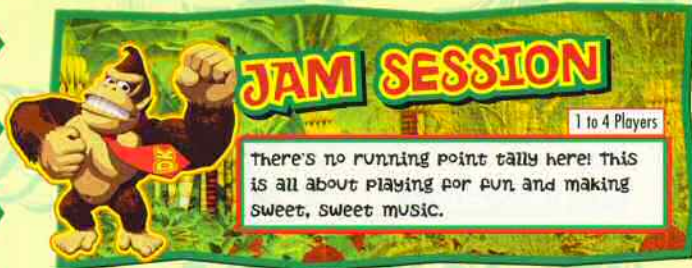 JAM SESSION
1 to 4 Players
There's no running point tally here! This
is all about playing for fun and making
sweet, sweet music.
DK